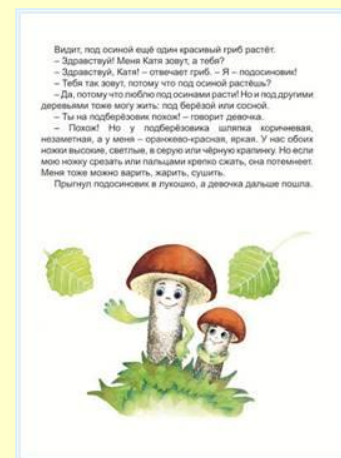 Видит, под осиной ещё один красивый гриб растёт.
– Здравствуй! Меня Катя зовут, а тебя?
– Здравствуй, Катя! – отвечает гриб. – Я – подосиновик!
– Тебя так зовут, потому что под осиной растёшь?
– Да, потому что люблю под осинами расти! Но и под другими
деревьями тоже могу жить: под берёзой или сосной.
– Ты на подберёзовик похож! – говорит девочка.
– Похож! Но у подберёзовика шляпка коричневая,
незаметная, а у меня – оранжево-красная, яркая. У нас обоих
ножки высокие, светлые, в серую или чёрную крапинку. Но если
мою ножку срезать или пальцами крепко сжать, она потемнеет.
Меня тоже можно варить, жарить, сушить.
Прыгнул подосиновик в лукошко, а девочка дальше пошла.